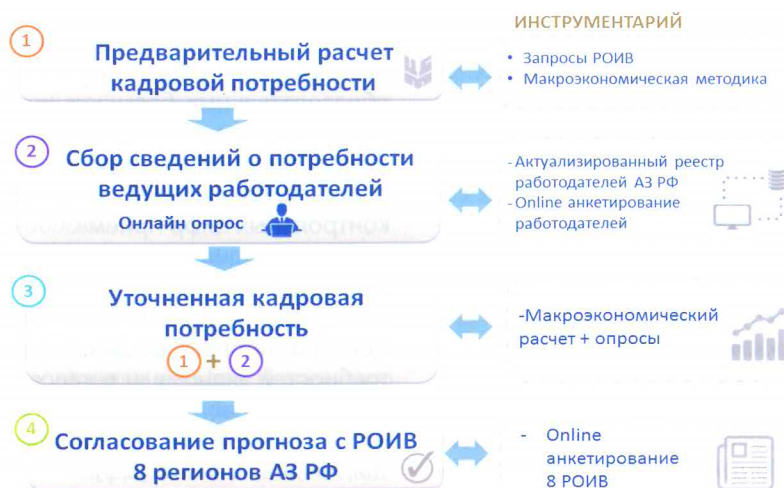 ИНСТРУМЕНТАРИЙ
1
Предварительный расчет
кадровой потребности
• Запросы РОИВ
• Макроэкономическая методика
2
Сбор сведений о потребности
ведущих работодателей
Онлайн опрос
-Актуализированный реестр
работодателей АЗ РФ
-Online анкетирование
работодателей
3
Уточненная кадровая
потребность
1 + 2
-Макроэкономический
расчет + опросы
4
Согласование прогноза с РОИВ
8 регионов АЗ РФ
- Online
анкетирование
8 РОИВ